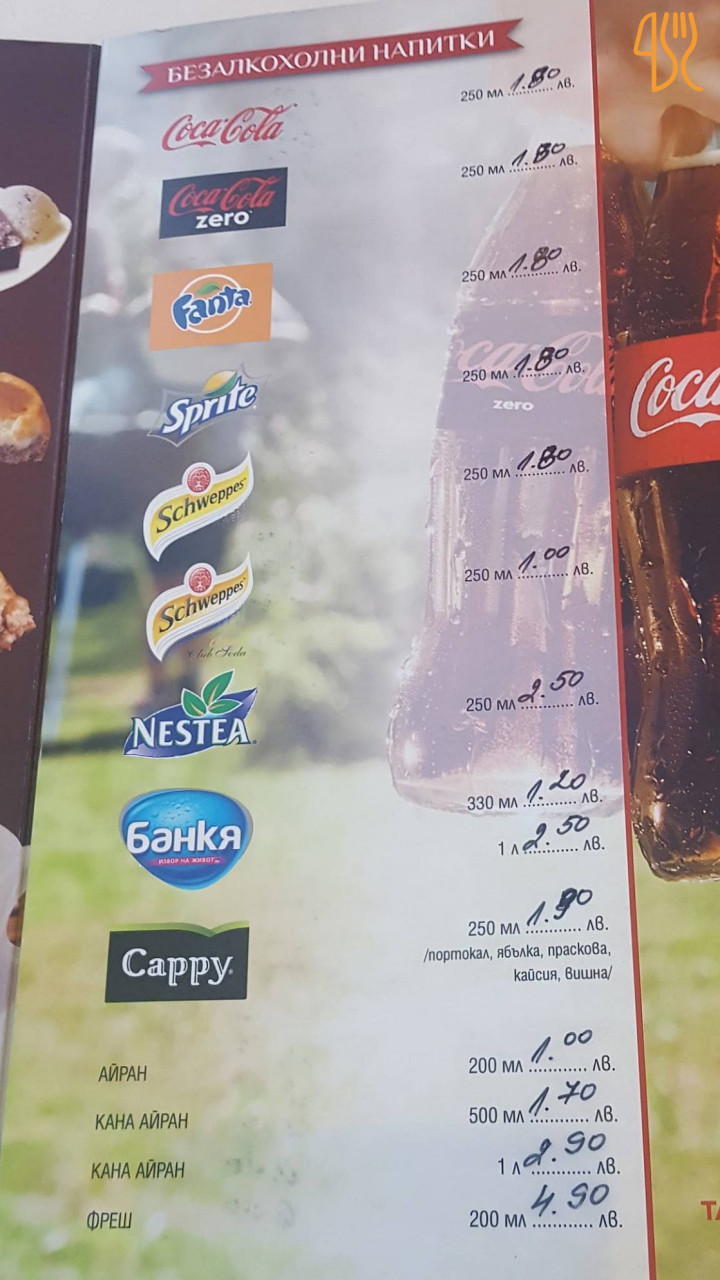 БЕЗАЛКОХОЛНИ НАПИТКИ
Coca-Cola 250 мл 1.80 лв.
Coca-Cola zero 250 мл 1.80 лв.
Fanta 250 мл 1.80 лв.
Sprite 250 мл 1.80 лв.
Schweppes 250 мл 1.80 лв.
Schweppes 250 мл 1.00 лв.
Club Soda
NESTEA 250 мл 2.50 лв.
Банкя 330 мл 1.20 лв.
ИЗБОР НА ЖИВОТ 1 л 2.50 лв.
Cappy 250 мл 1.90 лв.
/портокал, ябълка, праскова,
кайсия, вишна/
АЙРАН 200 мл 1.00 лв.
КАНА АЙРАН 500 мл 1.70 лв.
КАНА АЙРАН 1 л 2.90 лв.
ФРЕШ 200 мл 4.90 лв.
zero
Coca